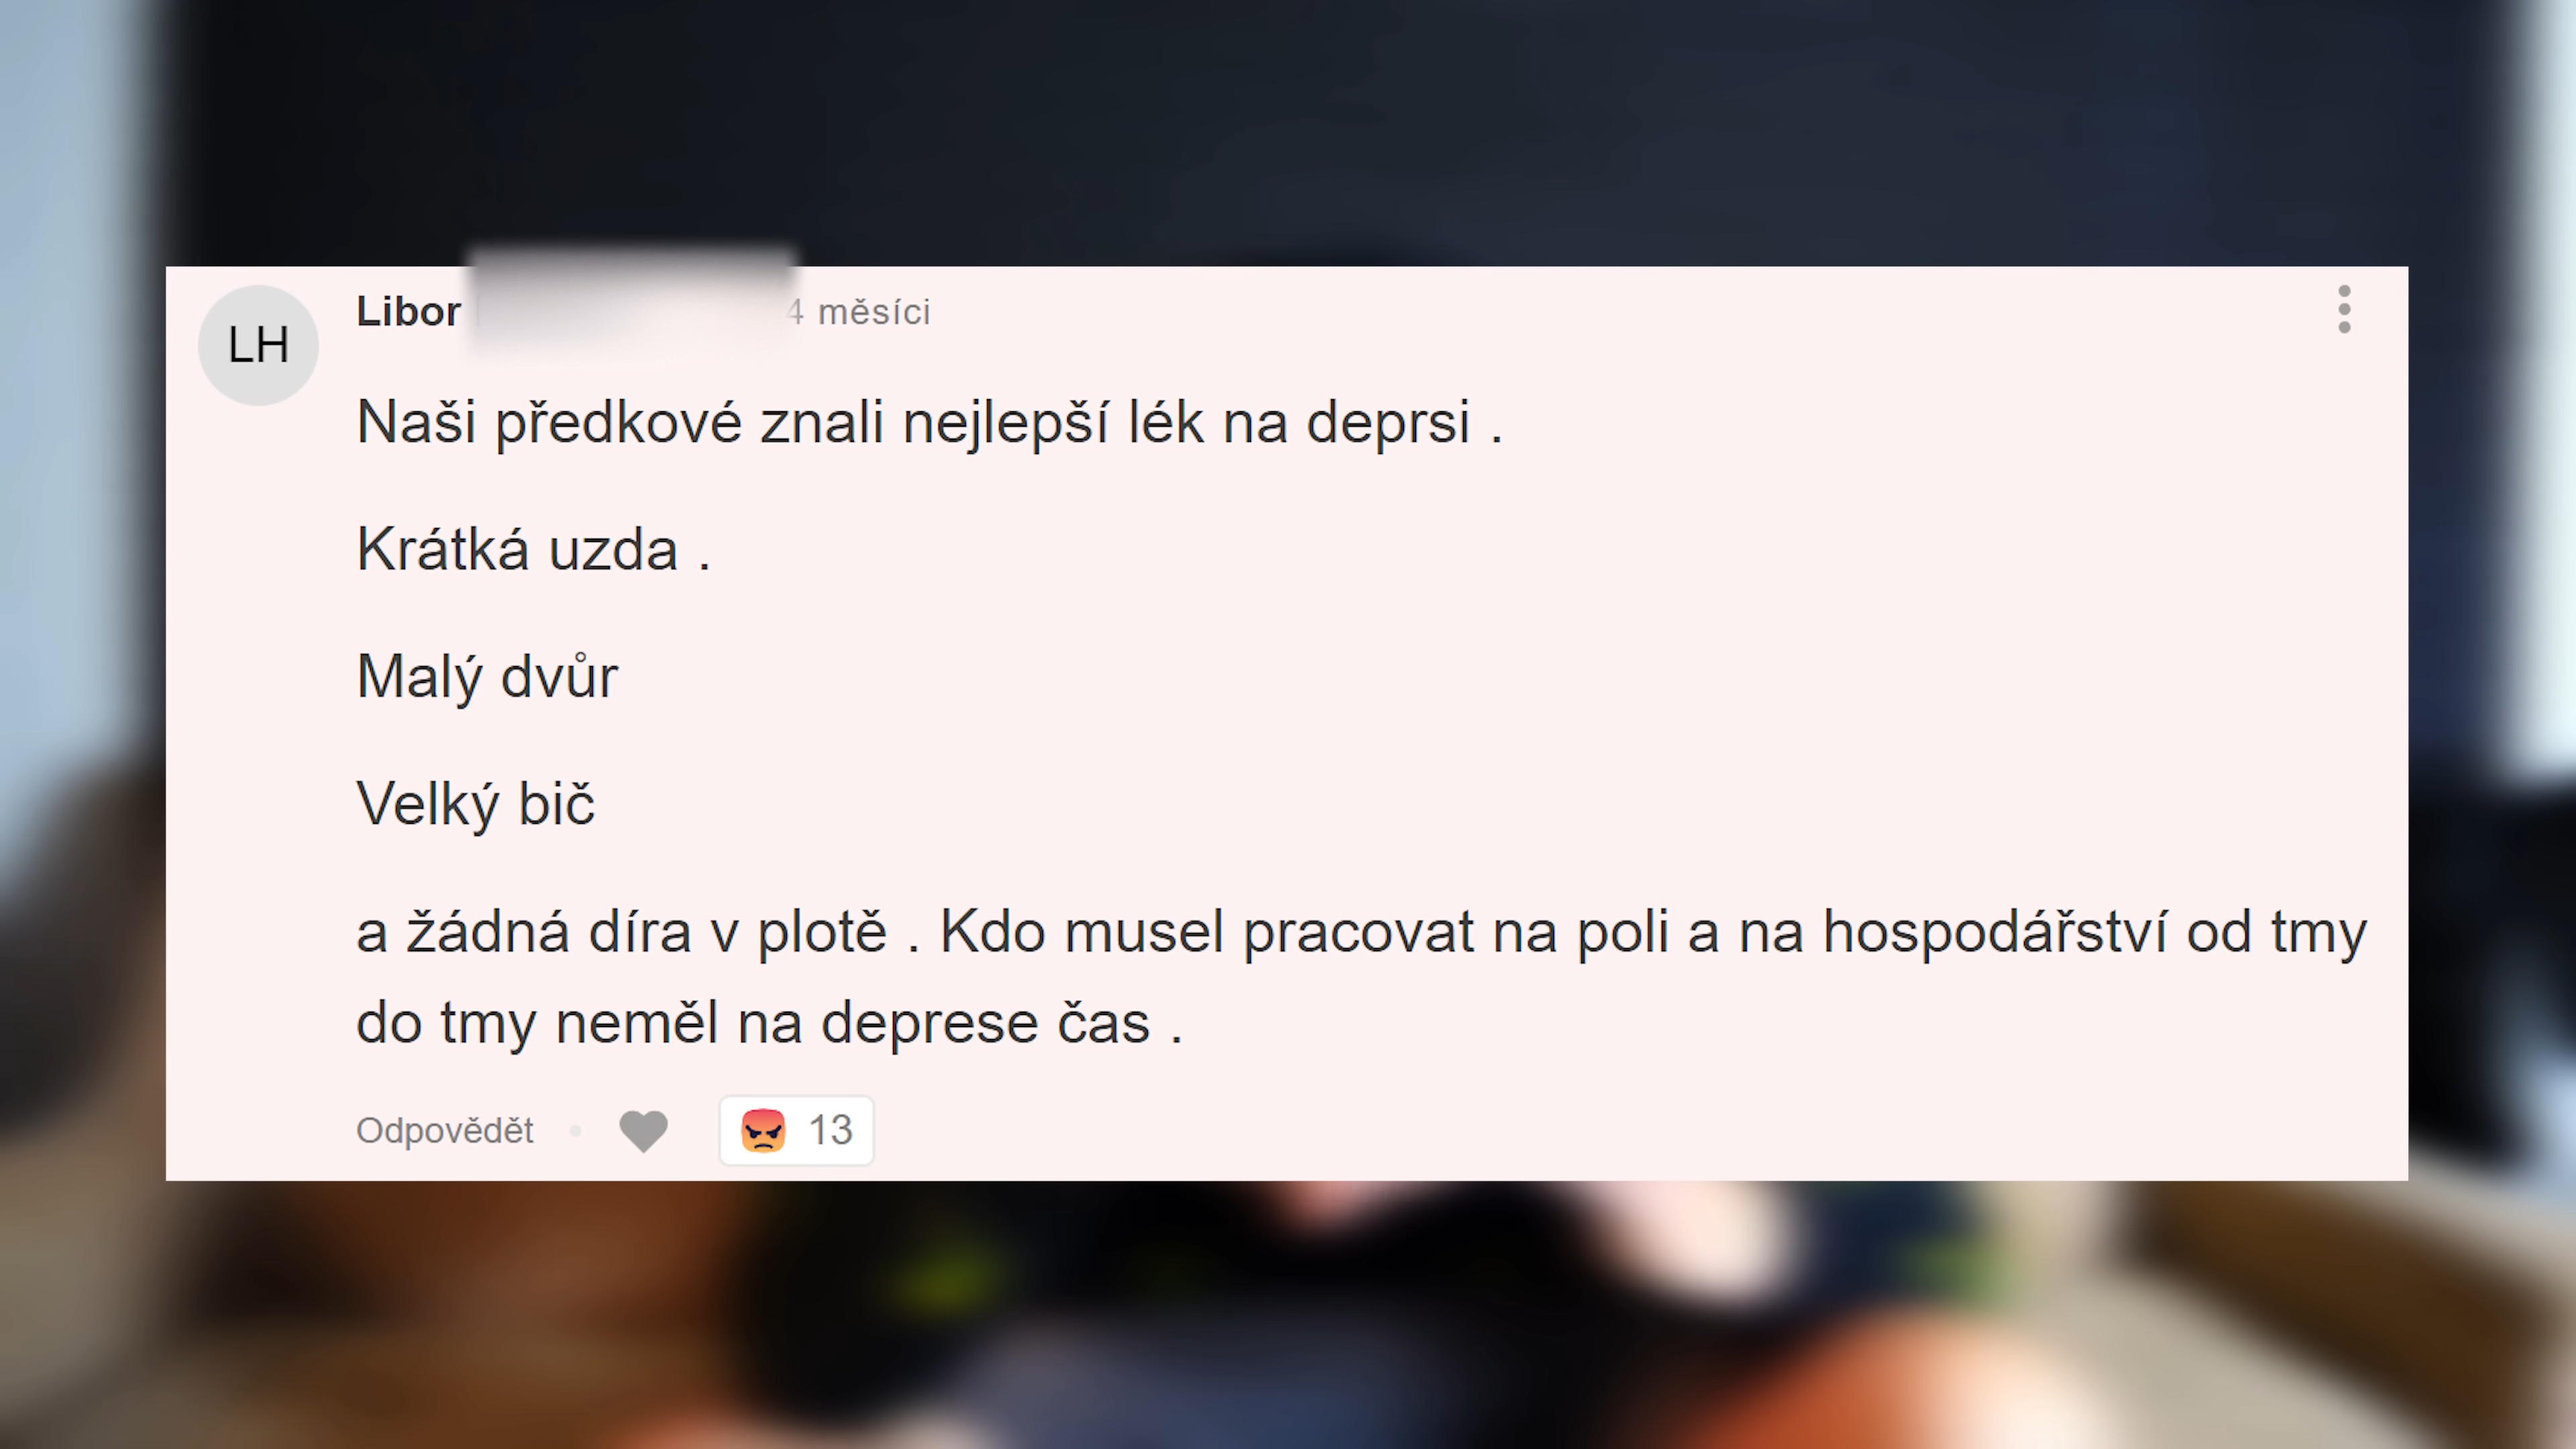 LH
Libor 4 měsíci
Naši předkové znali nejlepší lék na deprsi .
Krátká uzda .
Malý dvůr
Velký bič
a žádná díra v plotě . Kdo musel pracovat na poli a na hospodářství od tmy
do tmy neměl na deprese čas .
Odpovědět 13